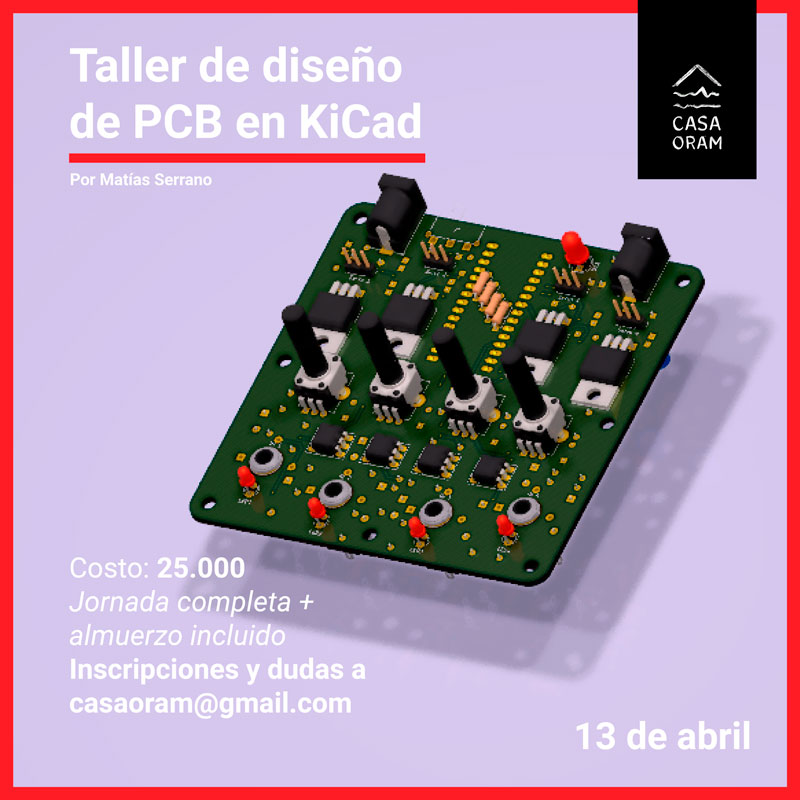 Taller de diseño
de PCB en KiCad
Por Matías Serrano
CASA
ORAM
Costo: 25.000
Jornada completa +
almuerzo incluido
Inscripciones y dudas a
casaoram@gmail.com
13 de abril